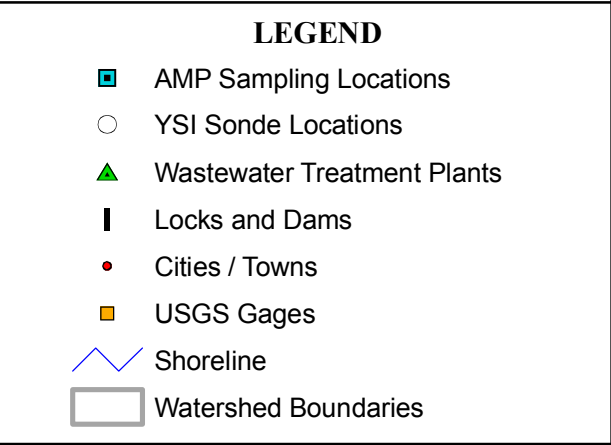 LEGEND
AMP Sampling Locations
YSI Sonde Locations
Wastewater Treatment Plants
Locks and Dams
Cities / Towns
USGS Gages
Shoreline
Watershed Boundaries